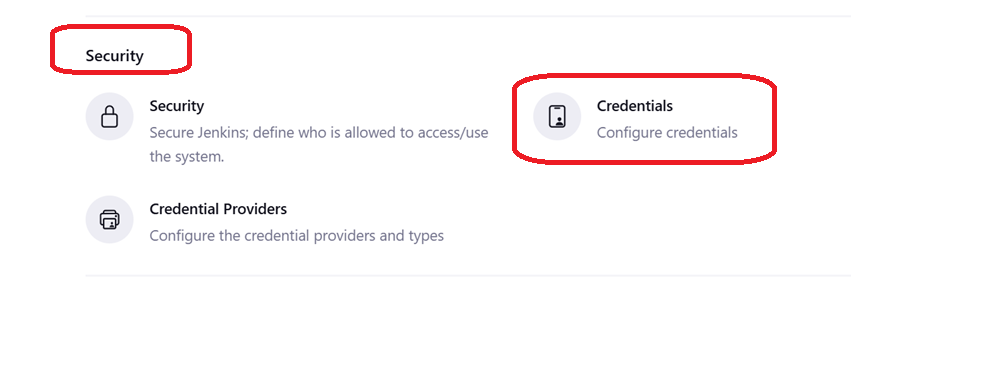 Security
Security
Secure Jenkins; define who is allowed to access/use
the system.
Credentials
Configure credentials
Credential Providers
Configure the credential providers and types